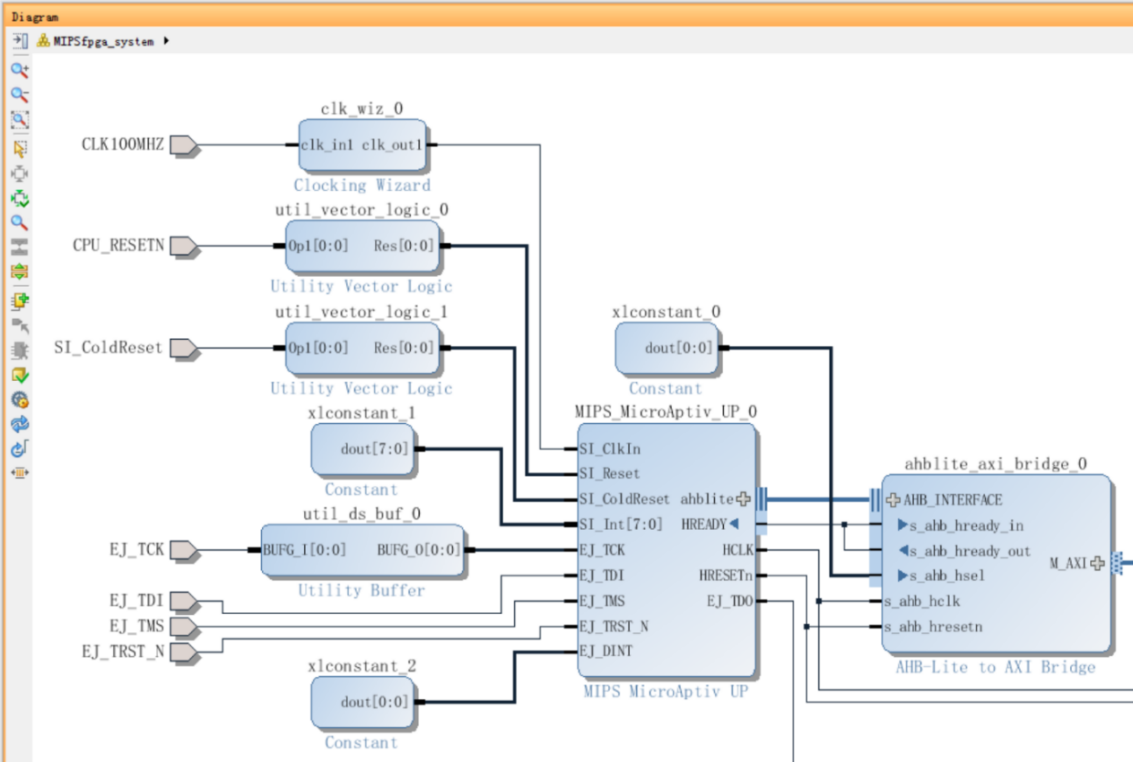 Diagram
MIPSfpga_system
clk_wiz_0
CLK100MHZ
clk_in1 clk_out1
Clocking Wizard
util_vector_logic_0
CPU_RESETN
Op1[0:0] Res[0:0]
Utility Vector Logic
util_vector_logic_1
SI_ColdReset
Op1[0:0] Res[0:0]
Utility Vector Logic
xlconstant_0
dout[0:0]
Constant
xlconstant_1
dout[7:0]
Constant
util_ds_buf_0
EJ_TCK
BUFG_I[0:0] BUFG_O[0:0]
Utility Buffer
EJ_TDI
EJ_TMS
EJ_TRST_N
xlconstant_2
dout[0:0]
Constant
MIPS_MicroAptiv_UP_0
SI_ClkIn
SI_Reset
SI_ColdReset ahblite
SI_Int[7:0] HREADY
EJ_TCK HCLK
EJ_TDI HRESETn
EJ_TMS EJ_TDO
EJ_TRST_N
EJ_DINT
MIPS MicroAptiv UP
ahblite_axi_bridge_0
AHB_INTERFACE
s_ahb_hready_in
s_ahb_hready_out
M_AXI
s_ahb_hsel
s_ahb_hclk
s_ahb_hresetn
AHB-Lite to AXI Bridge